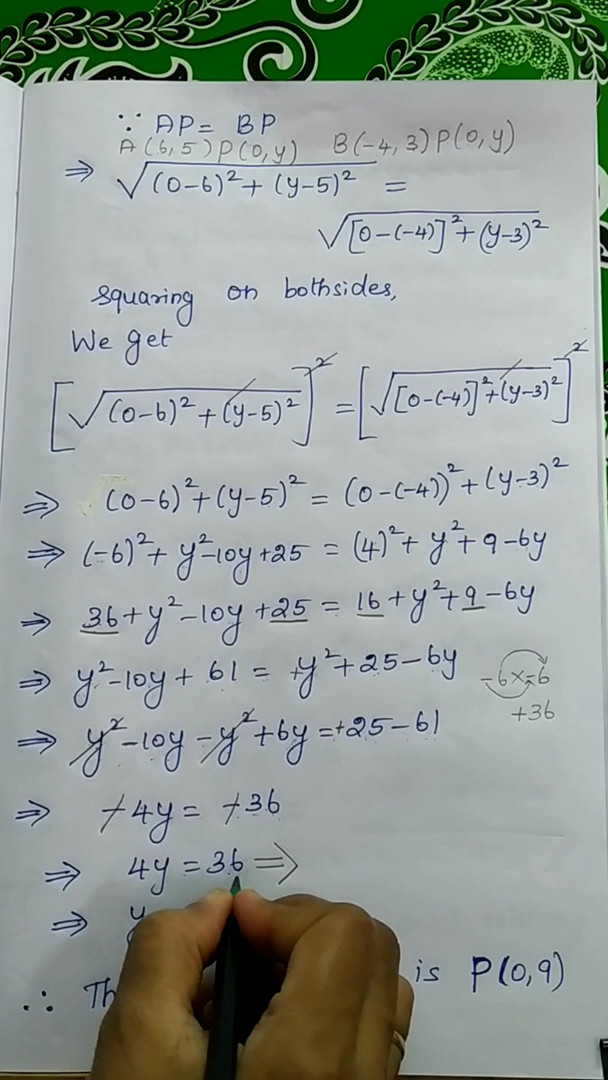 ∵ AP = BP
A(6,5) P(0,y) B(-4,3) P(0,y)
⇒ √(0-6)² + (y-5)² =
√[0-(-4)]² + (y-3)²
squaring on bothsides,
We get
[√(0-6)² + (y-5)²]² = [√[0-(-4)]² + (y-3)²]²
⇒ (0-6)² + (y-5)² = (0-(-4))² + (y-3)²
⇒ (-6)² + y²-10y+25 = (4)² + y² + 9-6y
⇒ 36 + y² - 10y + 25 = 16 + y² + 9 - 6y
⇒ y² - 10y + 61 = +y² + 25 - 6y
-6×-6
+36
⇒ y² - 10y - y² + 6y = +25 - 61
⇒ -4y = -36
⇒ 4y = 36 ⇒
⇒ y
∴ Th is P(0,9)